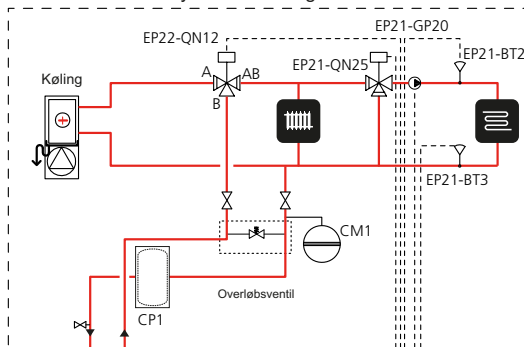 EP22-QN12
EP21-GP20
EP21-QN25
EP21-BT2
Køling
A
AB
B
EP21-BT3
CM1
Overløbsventil
CP1